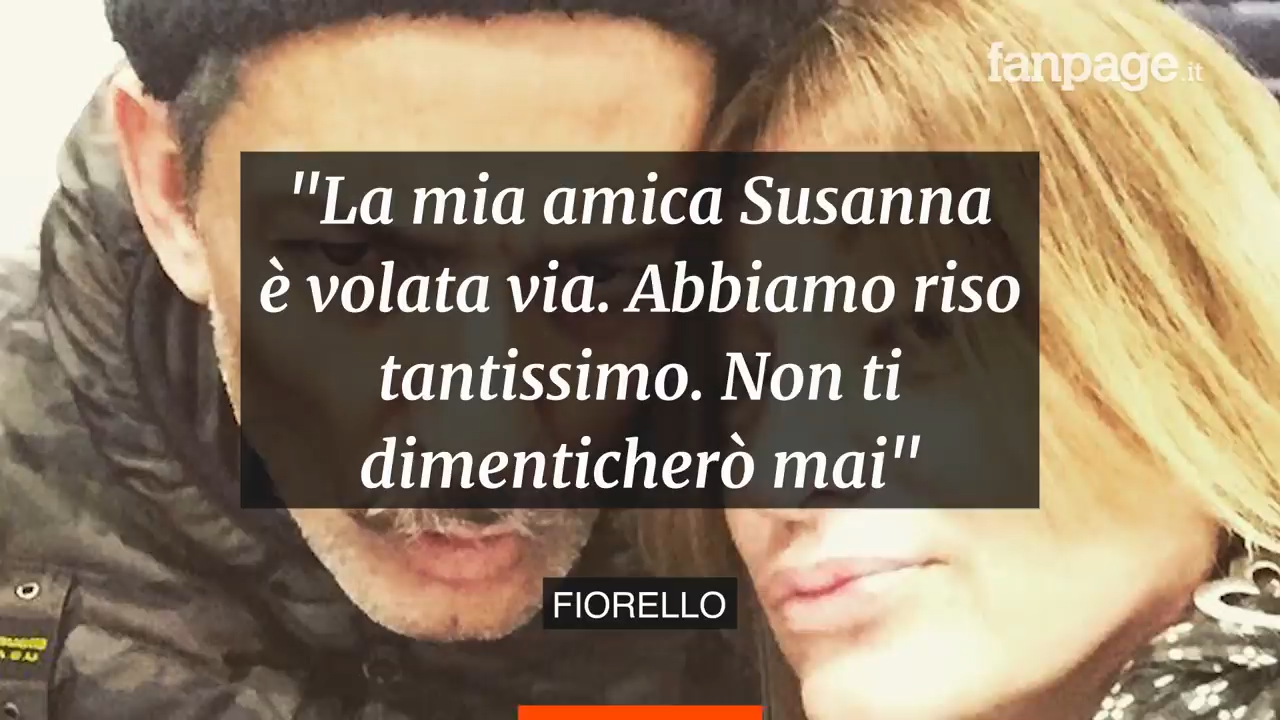 fanpage.it
"La mia amica Susanna
è volata via. Abbiamo riso
tantissimo. Non ti
dimenticherò mai"
FIORELLO